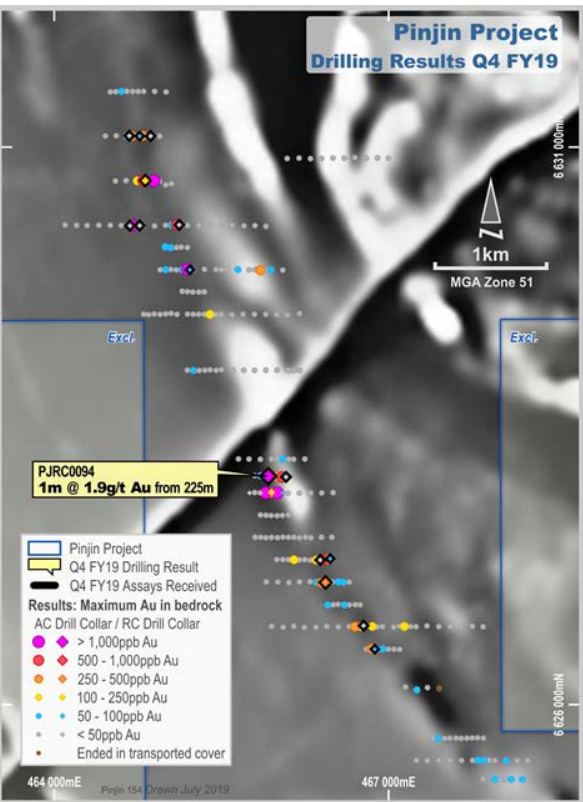 Pinjin Project
Drilling Results Q4 FY19
6 631 000mN
N
1km
MGA Zone 51
Excl.
Excl.
PJRC0094
1m @ 1.9g/t Au from 225m
Pinjin Project
Q4 FY19 Drilling Result
Q4 FY19 Assays Received
Results: Maximum Au in bedrock
AC Drill Collar / RC Drill Collar
> 1,000ppb Au
500 - 1,000ppb Au
250 - 500ppb Au
100 - 250ppb Au
50 - 100ppb Au
< 50ppb Au
Ended in transported cover
6 626 000mN
464 000mE
Pinjin 154 Drawn July 2019
467 000mE